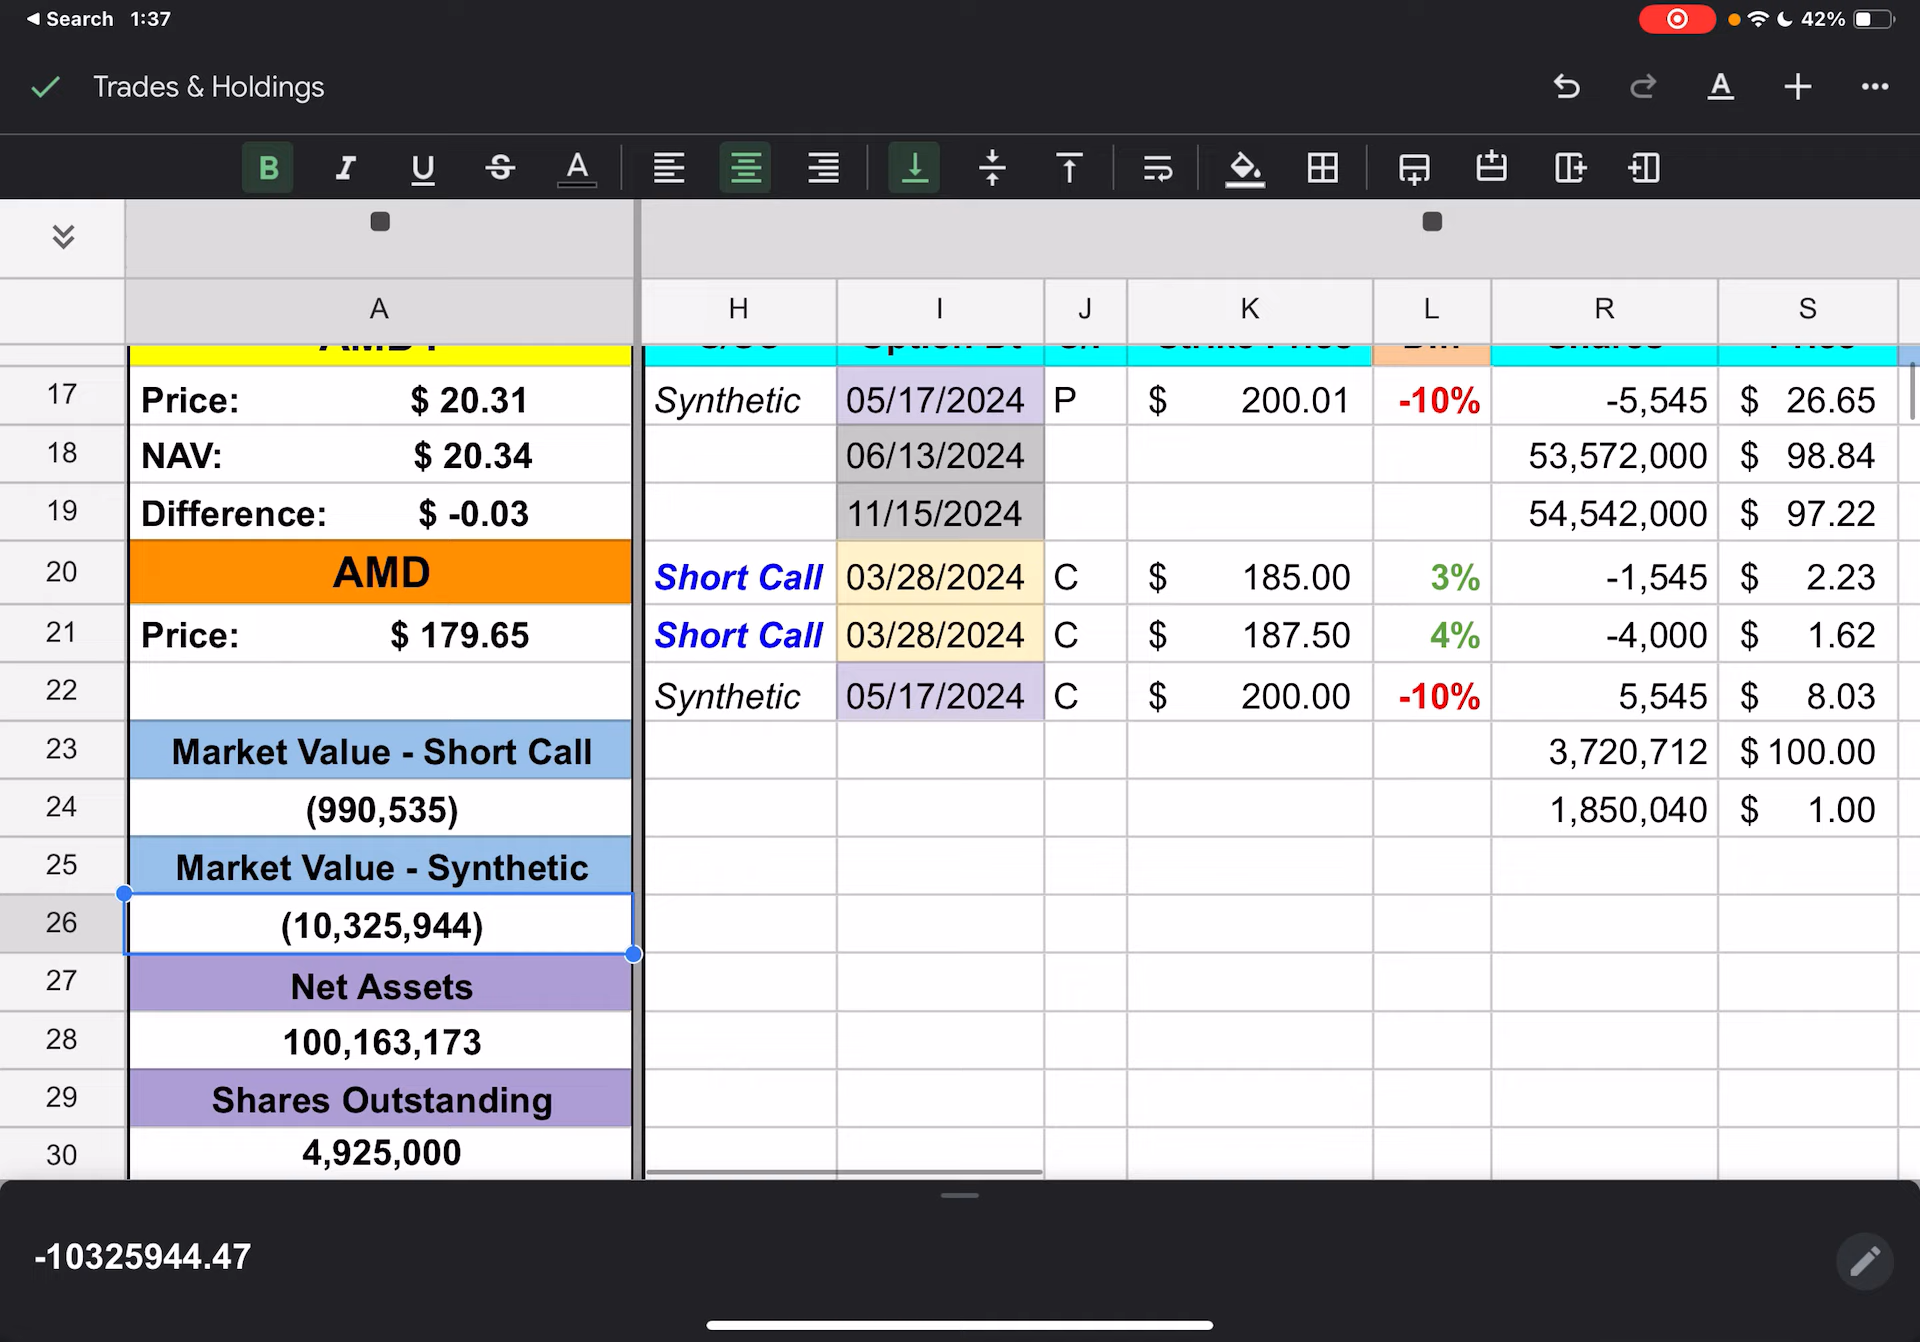 Search 1:37 42%
Trades & Holdings
B I U S A
A H I J K L R S
17 Price: $ 20.31 Synthetic 05/17/2024 P $ 200.01 -10% -5,545 $ 26.65
18 NAV: $ 20.34 06/13/2024 53,572,000 $ 98.84
19 Difference: $ -0.03 11/15/2024 54,542,000 $ 97.22
20 AMD Short Call 03/28/2024 C $ 185.00 3% -1,545 $ 2.23
21 Price: $ 179.65 Short Call 03/28/2024 C $ 187.50 4% -4,000 $ 1.62
22 Synthetic 05/17/2024 C $ 200.00 -10% 5,545 $ 8.03
23 Market Value - Short Call 3,720,712 $ 100.00
24 (990,535) 1,850,040 $ 1.00
25 Market Value - Synthetic
26 (10,325,944)
27 Net Assets
28 100,163,173
29 Shares Outstanding
30 4,925,000
-10325944.47